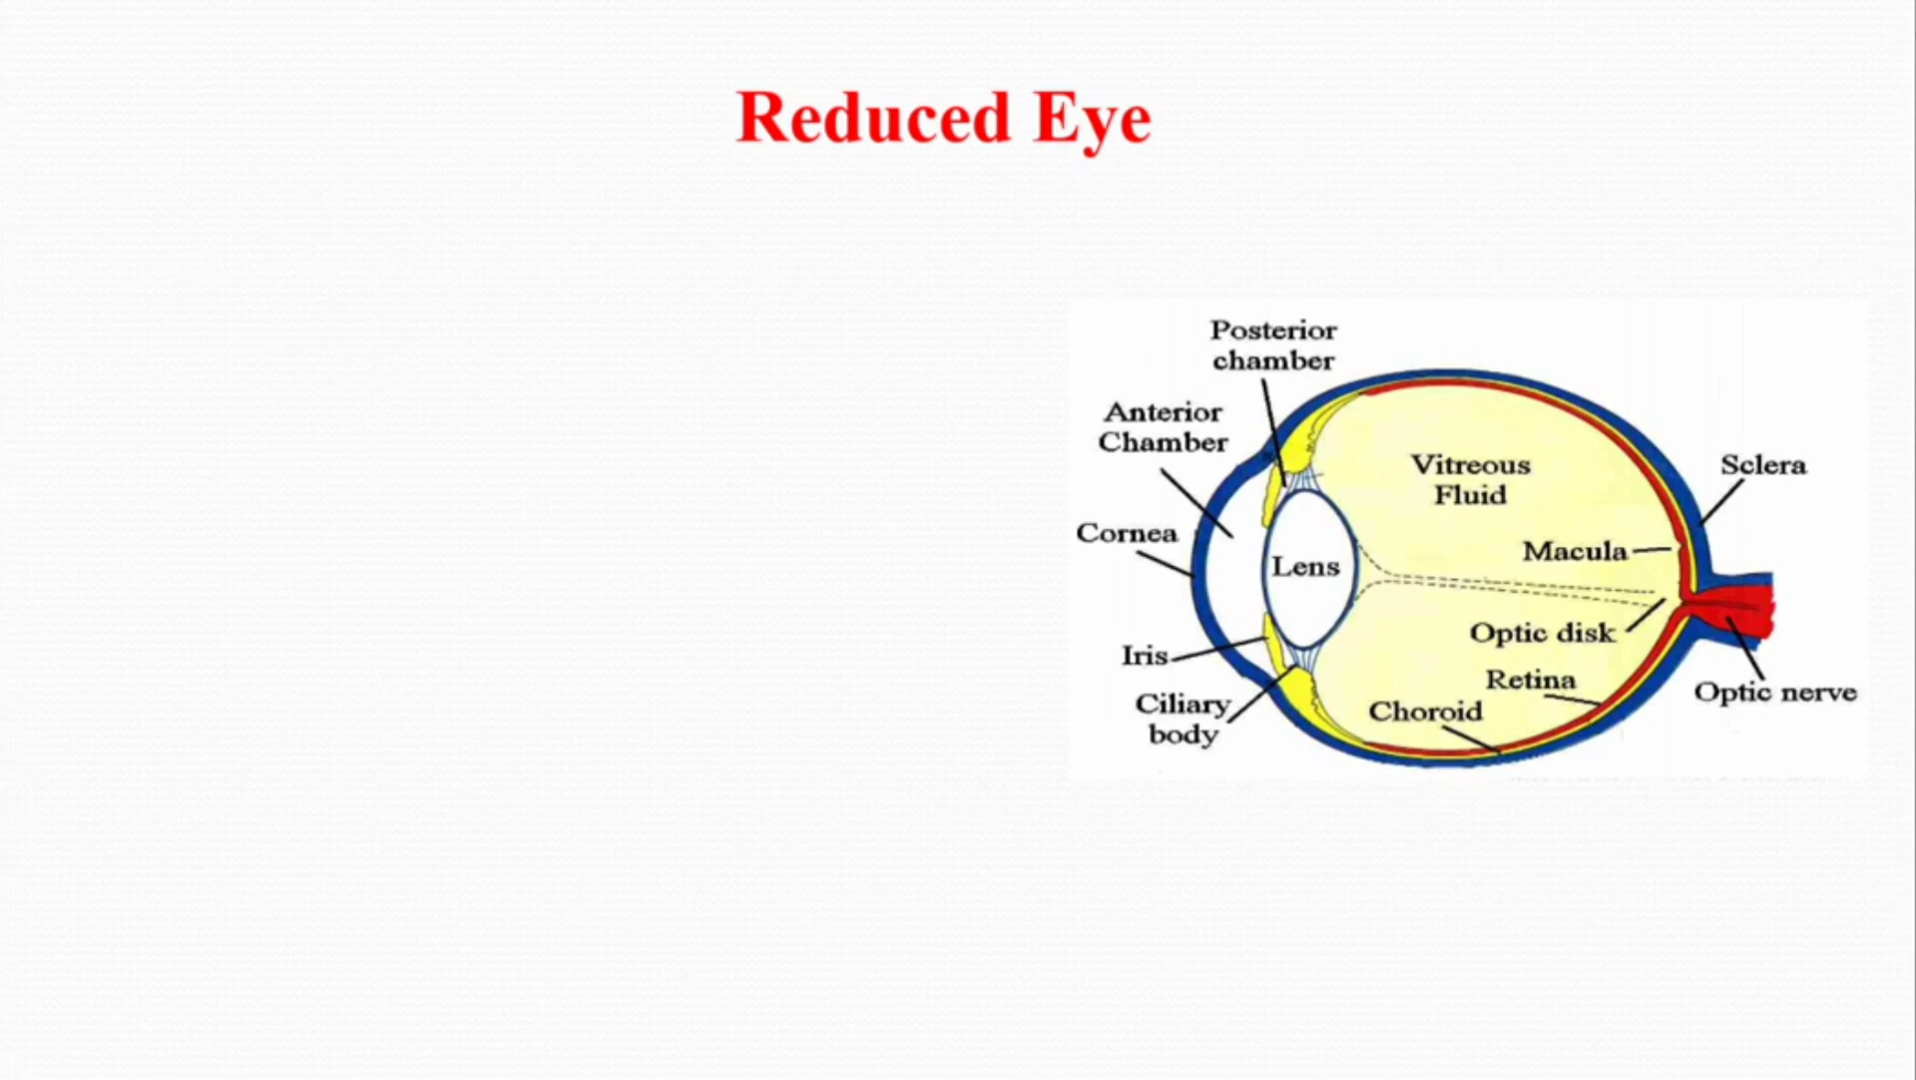 Reduced Eye
Posterior
chamber
Anterior
Chamber
Cornea
Lens
Vitreous
Fluid
Sclera
Macula
Optic disk
Iris
Retina
Optic nerve
Ciliary
body
Choroid